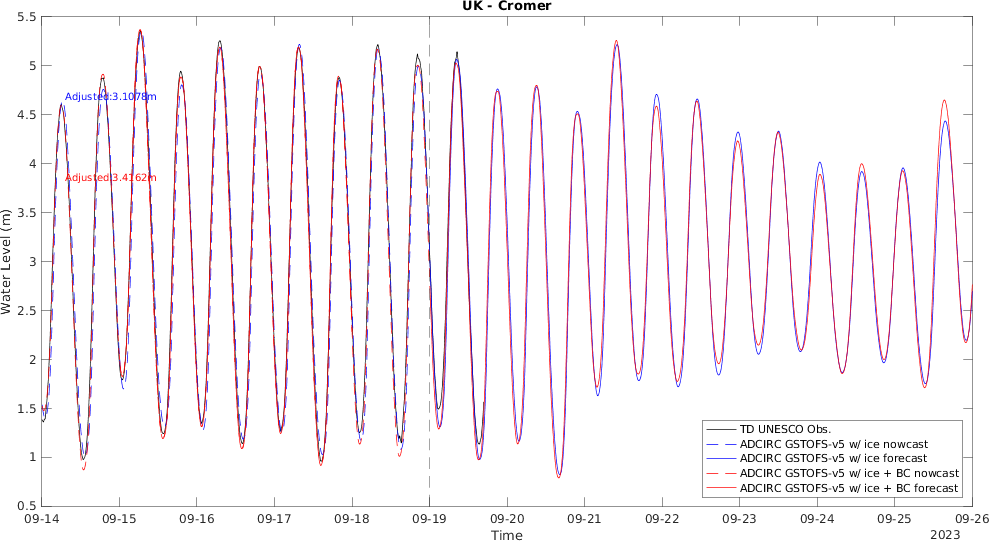 UK - Cromer
5.5
5
4.5
4
3.5
3
2.5
2
1.5
1
0.5
Water Level (m)
Adjusted:3.1078m
Adjusted:3.4162m
TD UNESCO Obs.
ADCIRC GSTOFS-v5 w/ ice nowcast
ADCIRC GSTOFS-v5 w/ ice forecast
ADCIRC GSTOFS-v5 w/ ice + BC nowcast
ADCIRC GSTOFS-v5 w/ ice + BC forecast
09-14 09-15 09-16 09-17 09-18 09-19 09-20 09-21 09-22 09-23 09-24 09-25 09-26
Time
2023